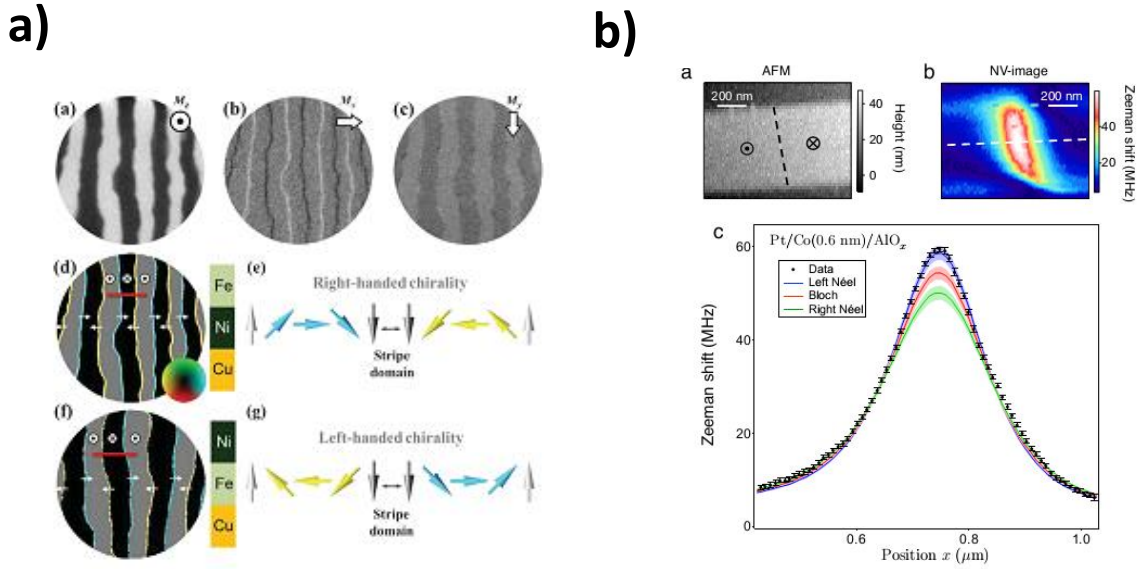 a)
b)
(a)
Mz
(b)
Mx
(c)
My
(d)
Fe
Ni
Cu
(e)
Right-handed chirality
Stripe
domain
(f)
Ni
Fe
Cu
(g)
Left-handed chirality
Stripe
domain
a
AFM
200 nm
40
20
0
Height (nm)
b
NV-image
200 nm
40
20
Zeeman shift
(MHz)
c
Pt/Co(0.6 nm)/AlOx
Data
Left Néel
Bloch
Right Néel
60
40
20
0
Zeeman shift (MHz)
0.6
0.8
1.0
Position x (μm)